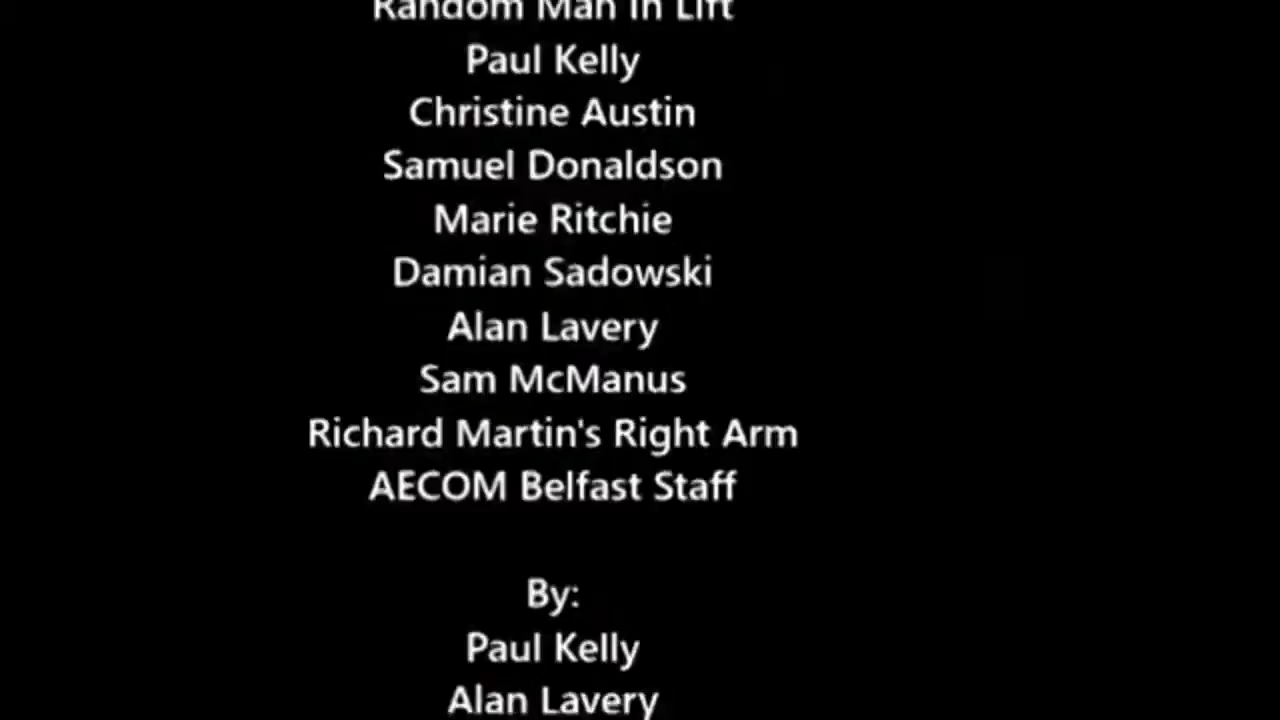 Random Man in Lift
Paul Kelly
Christine Austin
Samuel Donaldson
Marie Ritchie
Damian Sadowski
Alan Lavery
Sam McManus
Richard Martin's Right Arm
AECOM Belfast Staff
By:
Paul Kelly
Alan Lavery